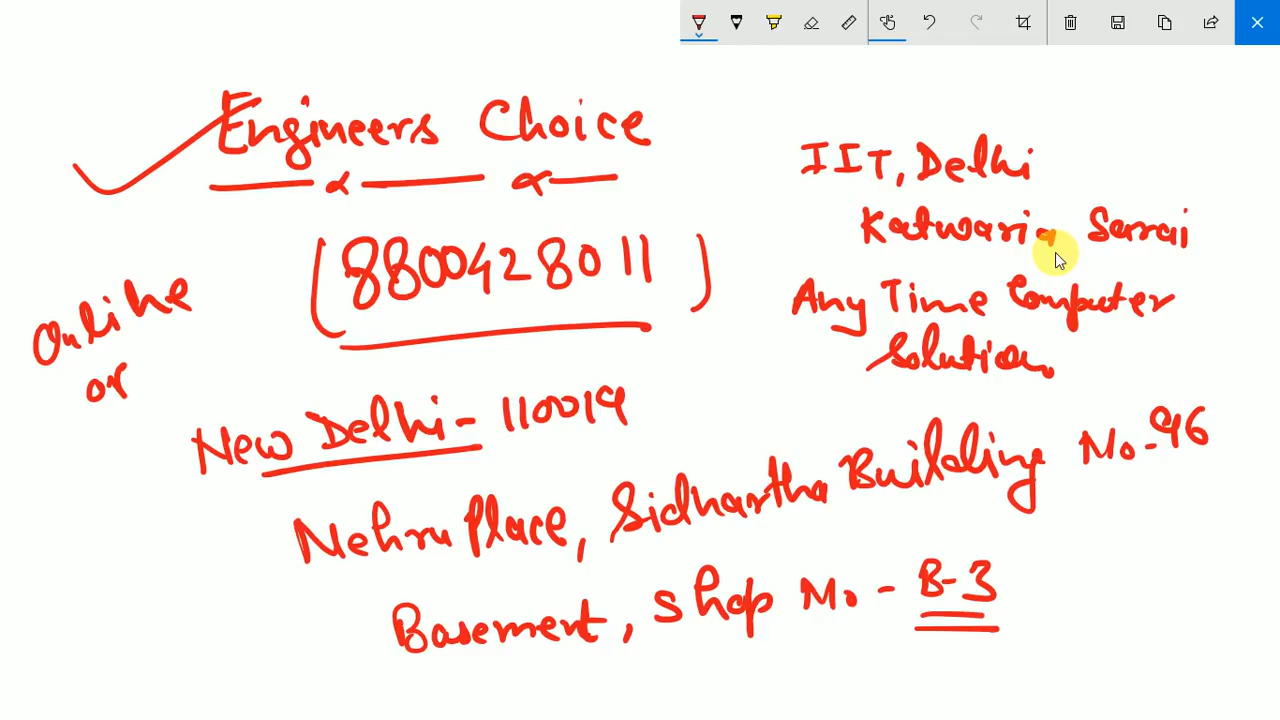 Engineers Choice
(8800428011)
Online
or
New Delhi - 110019
Nehru Place, Sidhartha Building No - 96
Basement, Shop No - B-3
IIT, Delhi
Katwaria Sarrai
Any Time Computer
Solution.